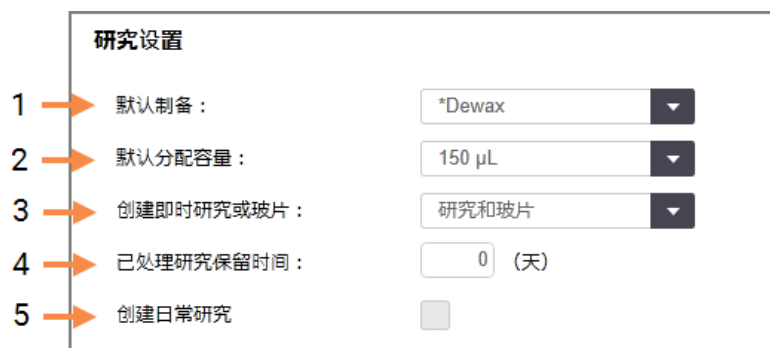 研究设置
1 默认制备： *Dewax
2 默认分配容量： 150 µL
3 创建即时研究或玻片： 研究和玻片
4 已处理研究保留时间： 0 （天）
5 创建日常研究